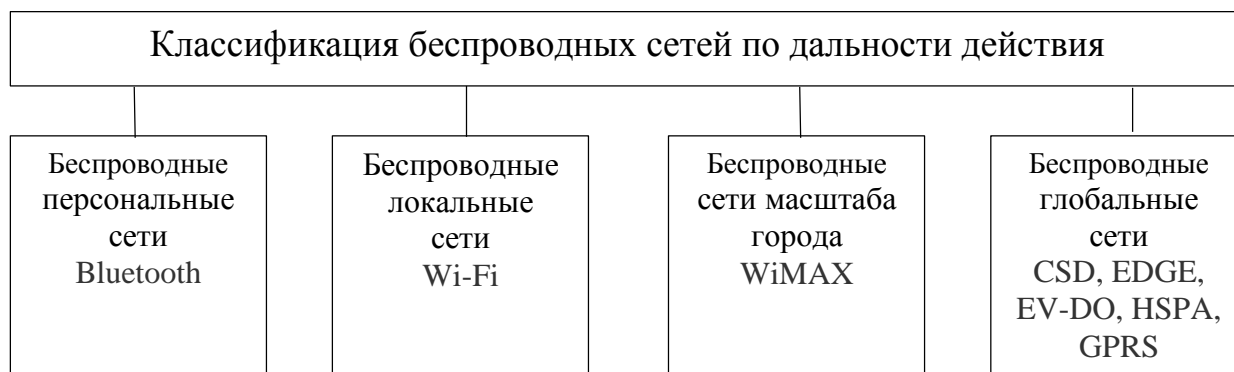 Классификация беспроводных сетей по дальности действия
Беспроводные
персональные
сети
Bluetooth
Беспроводные
локальные
сети
Wi-Fi
Беспроводные
сети масштаба
города
WiMAX
Беспроводные
глобальные
сети
CSD, EDGE,
EV-DO, HSPA,
GPRS